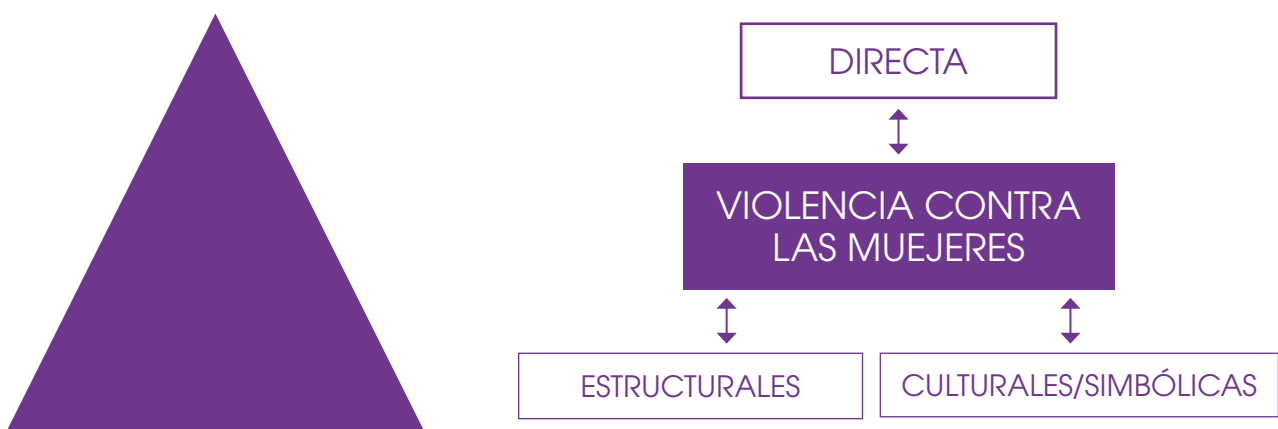 DIRECTA
VIOLENCIA CONTRA
LAS MUEJERES
ESTRUCTURALES
CULTURALES/SIMBÓLICAS